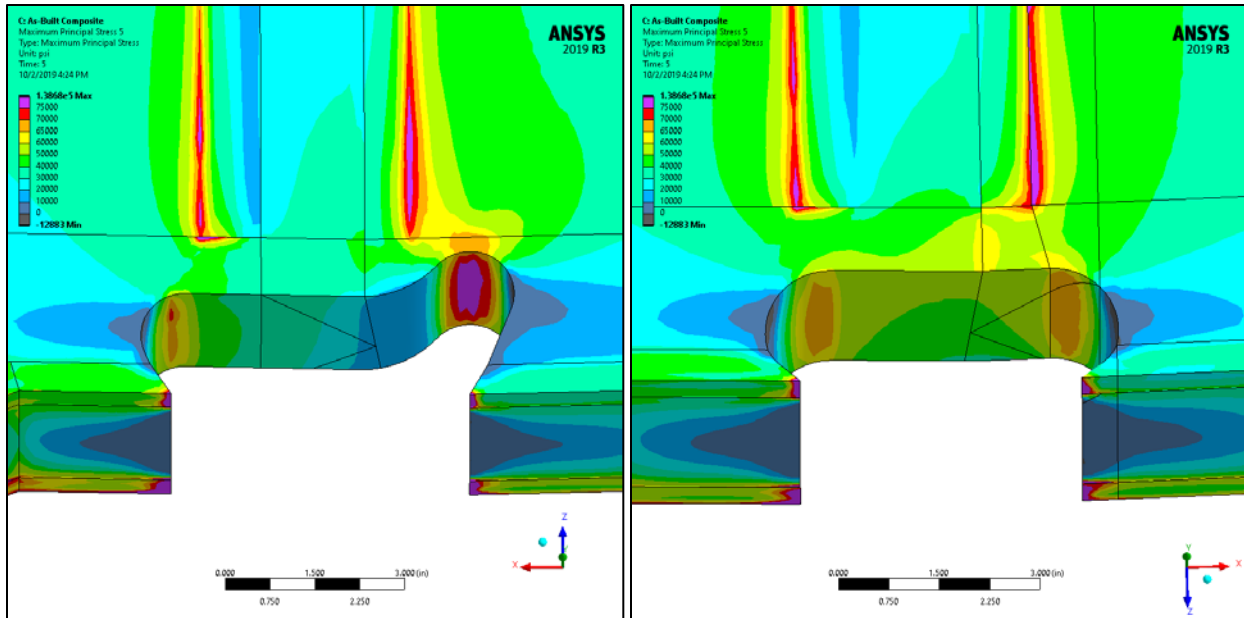 C: As-Built Composite
Maximum Principal Stress 5
Type: Maximum Principal Stress
Unit: psi
Time: 5
10/2/2019 4:24 PM
1.3868e5 Max
75000
70000
65000
60000
50000
40000
30000
20000
10000
0
-12883 Min
ANSYS
2019 R3
Z
X
Y
0.000 1.500 3.000 (in)
0.750 2.250
C: As-Built Composite
Maximum Principal Stress 5
Type: Maximum Principal Stress
Unit: psi
Time: 5
10/2/2019 4:24 PM
1.3868e5 Max
75000
70000
65000
60000
50000
40000
30000
20000
10000
0
-12883 Min
ANSYS
2019 R3
Y
X
Z
0.000 1.500 3.000 (in)
0.750 2.250